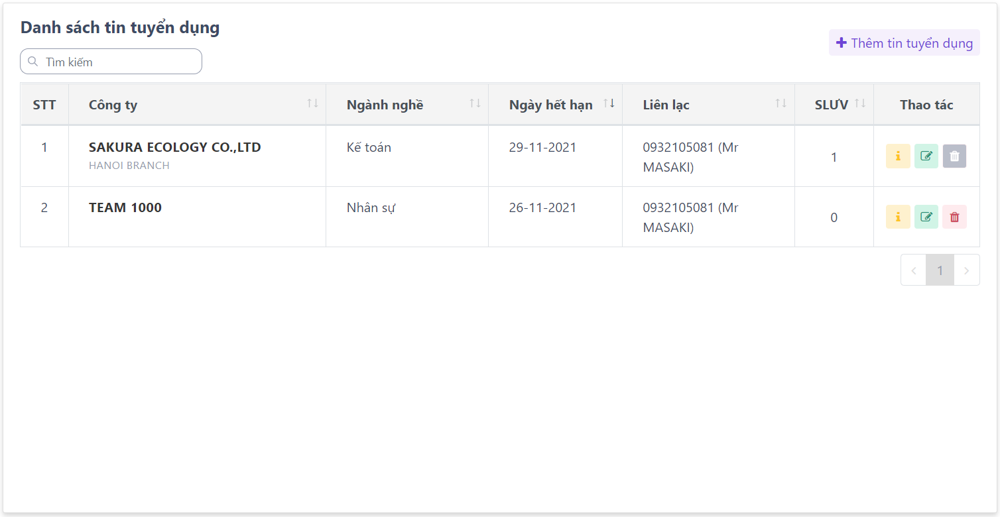 Danh sách tin tuyển dụng
Thêm tin tuyển dụng
Tìm kiếm
STT Công ty Ngành nghề Ngày hết hạn Liên lạc SLƯV Thao tác
1 SAKURA ECOLOGY CO.,LTD Kế toán 29-11-2021 0932105081 (Mr
HANOI BRANCH MASAKI) 1
2 TEAM 1000 Nhân sự 26-11-2021 0932105081 (Mr
MASAKI) 0
1